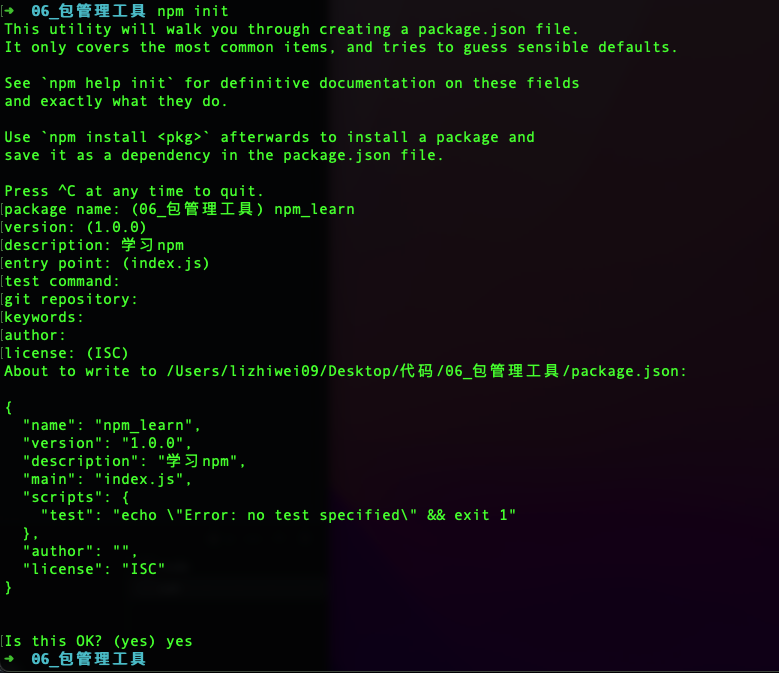 ➜  06_包管理工具 npm init
This utility will walk you through creating a package.json file.
It only covers the most common items, and tries to guess sensible defaults.
See `npm help init` for definitive documentation on these fields
and exactly what they do.
Use `npm install <pkg>` afterwards to install a package and
save it as a dependency in the package.json file.
Press ^C at any time to quit.
package name: (06_包管理工具) npm_learn
version: (1.0.0)
description: 学习npm
entry point: (index.js)
test command:
git repository:
keywords:
author:
license: (ISC)
About to write to /Users/lizhiwei09/Desktop/代码/06_包管理工具/package.json:
{
  "name": "npm_learn",
  "version": "1.0.0",
  "description": "学习npm",
  "main": "index.js",
  "scripts": {
    "test": "echo \"Error: no test specified\" && exit 1"
  },
  "author": "",
  "license": "ISC"
}
Is this OK? (yes) yes
➜  06_包管理工具